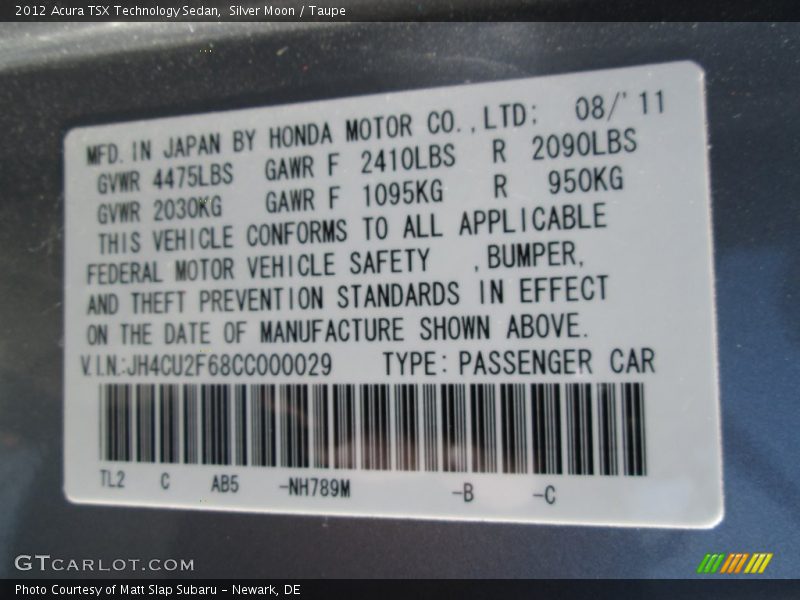 2012 Acura TSX Technology Sedan,  Silver Moon / Taupe
MFD. IN JAPAN BY HONDA MOTOR CO.,LTD; 08/'11
GVWR 4475LBS GAWR F 2410LBS R 2090LBS
GVWR 2030KG GAWR F 1095KG R 950KG
THIS VEHICLE CONFORMS TO ALL APPLICABLE
FEDERAL MOTOR VEHICLE SAFETY ,BUMPER,
AND THEFT PREVENTION STANDARDS IN EFFECT
ON THE DATE OF MANUFACTURE SHOWN ABOVE.
V.I.N.:JH4CU2F68CC000029 TYPE: PASSENGER CAR
TL2 C AB5 -NH789M -B -C
GTCARLOT.COM
Photo Courtesy of Matt Slap Subaru - Newark, DE